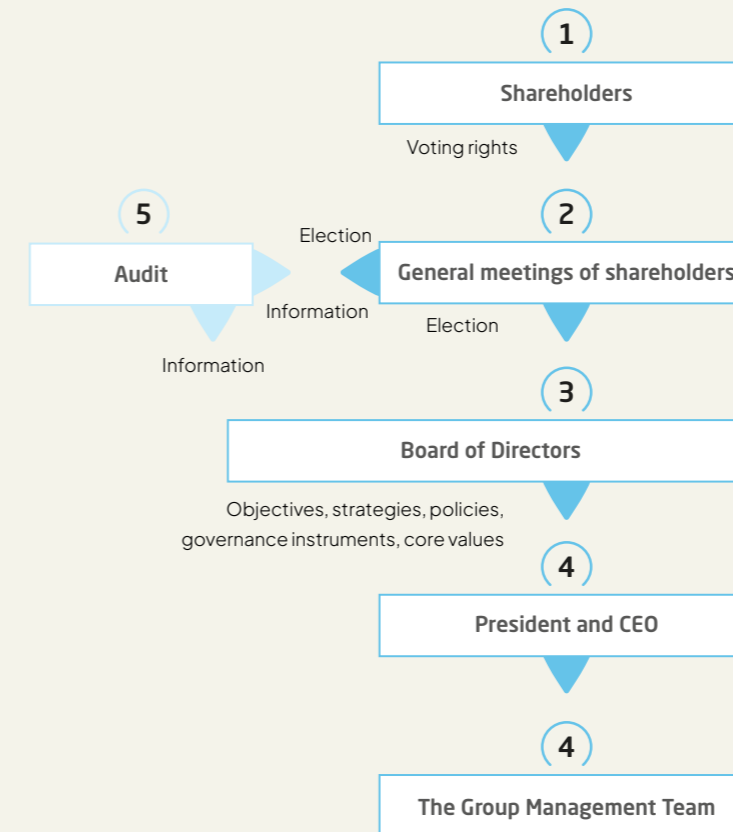 1
Shareholders
Voting rights
5
2
Election
Audit
General meetings of shareholders
Information
Election
Information
3
Board of Directors
Objectives, strategies, policies,
governance instruments, core values
4
President and CEO
4
The Group Management Team